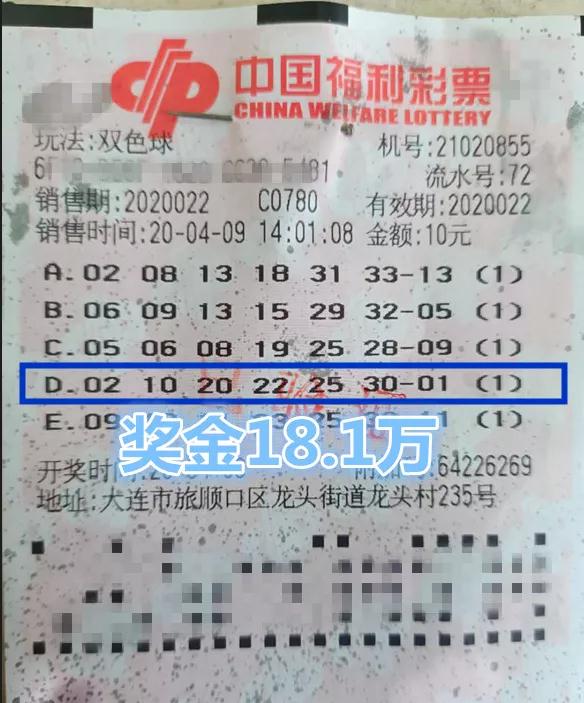 中国福利彩票
CHINA WELFARE LOTTERY
玩法:双色球 机号:21020855
流水号:72
销售期:2020022 C0780 有效期:2020022
销售时间:20-04-09 14:01:08 金额:10元
A.02 08 13 18 31 33-13 (1)
B.06 09 13 15 29 32-05 (1)
C.05 06 08 19 25 28-09 (1)
D.02 10 20 22 25 30-01 (1)
E.09 (1)
奖金18.1万
开奖时间: 64226269
地址:大连市旅顺口区龙头街道龙头村235号